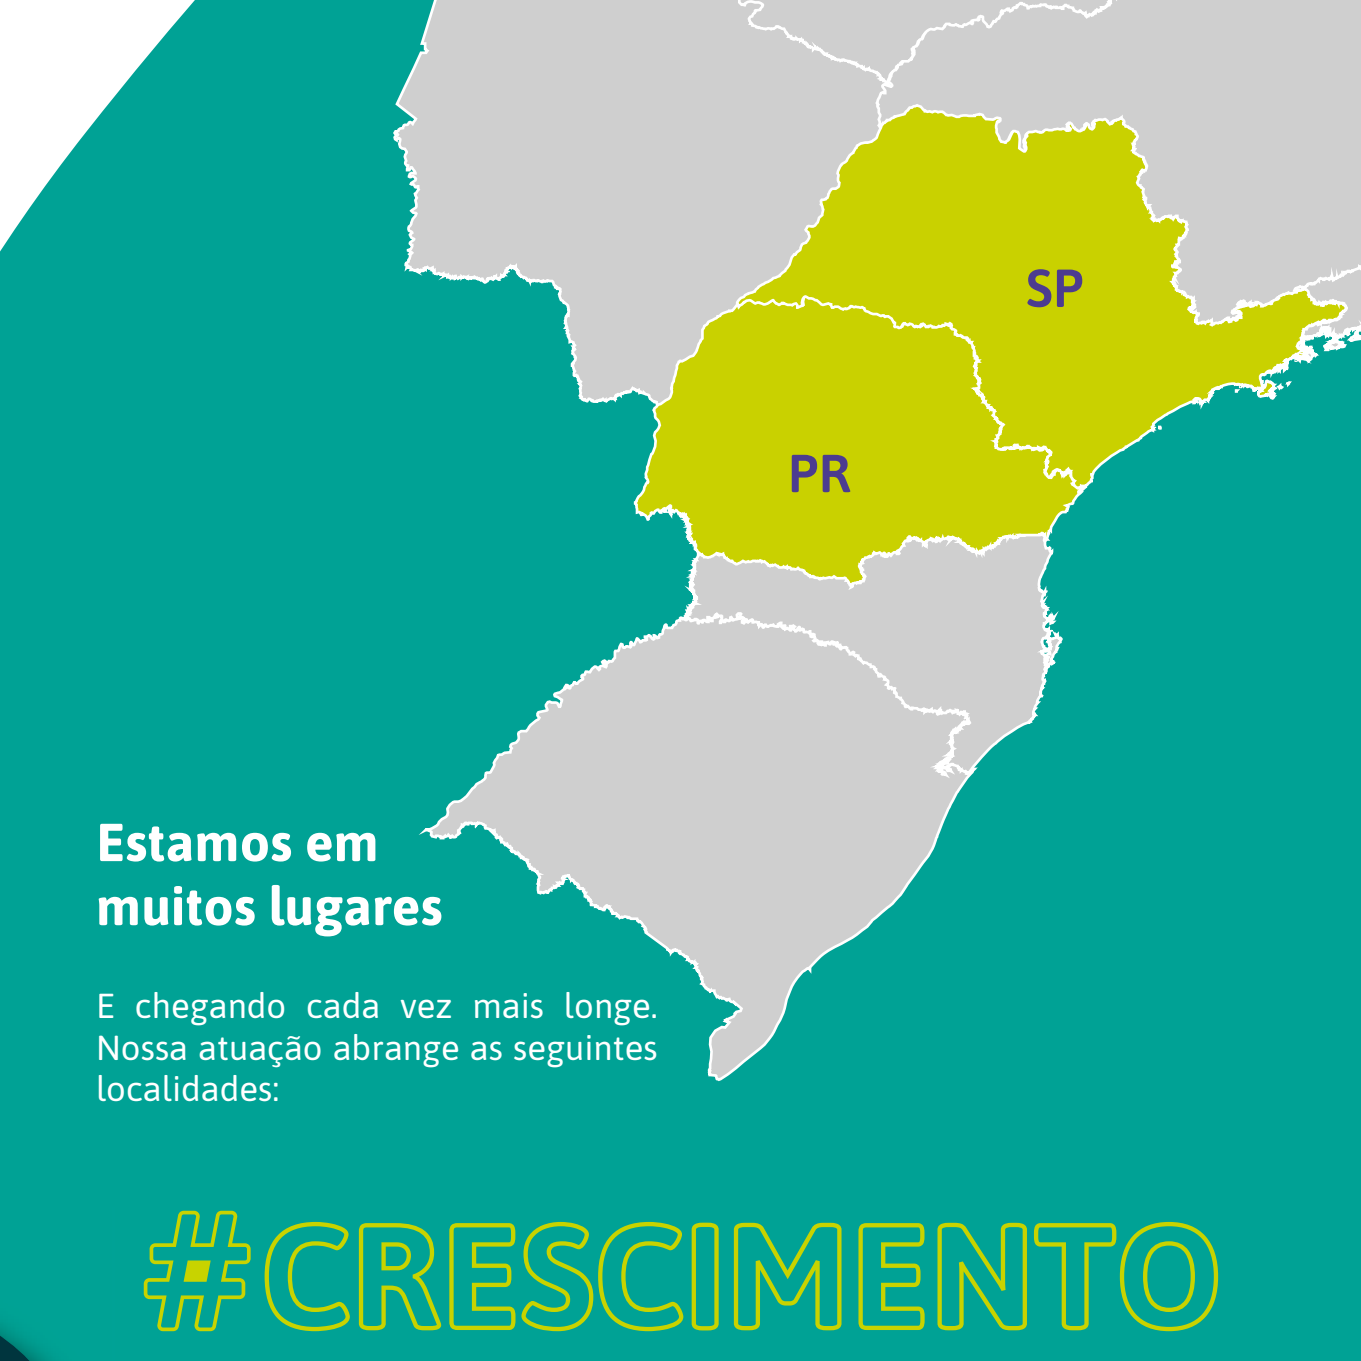 SP
PR
Estamos em
muitos lugares
E chegando cada vez mais longe.
Nossa atuação abrange as seguintes
localidades:
#CRESCIMENTO